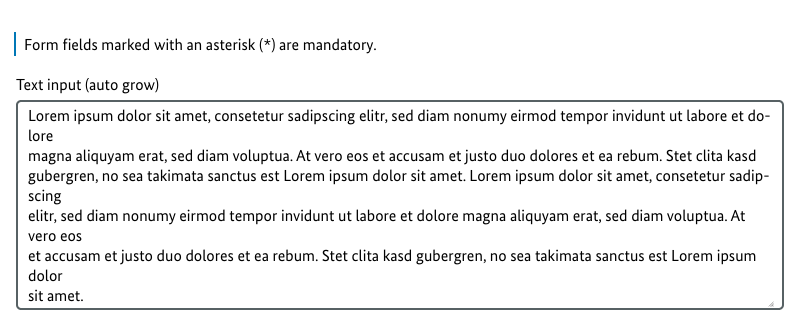 Form fields marked with an asterisk (*) are mandatory.
Text input (auto grow)
Lorem ipsum dolor sit amet, consetetur sadipscing elitr, sed diam nonumy eirmod tempor invidunt ut labore et do-
lore
magna aliquyam erat, sed diam voluptua. At vero eos et accusam et justo duo dolores et ea rebum. Stet clita kasd
gubergren, no sea takimata sanctus est Lorem ipsum dolor sit amet. Lorem ipsum dolor sit amet, consetetur sadip-
scing
elitr, sed diam nonumy eirmod tempor invidunt ut labore et dolore magna aliquyam erat, sed diam voluptua. At
vero eos
et accusam et justo duo dolores et ea rebum. Stet clita kasd gubergren, no sea takimata sanctus est Lorem ipsum
dolor
sit amet.